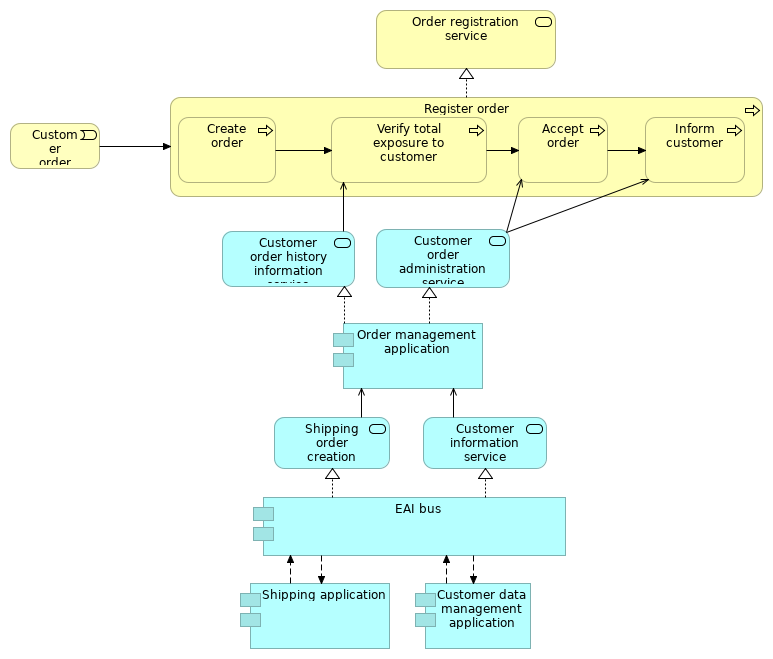 Order registration
service
Register order
Custom
er
order
Create
order
Verify total
exposure to
customer
Accept
order
Inform
customer
Customer
order history
information
service
Customer
order
administration
service
Order management
application
Shipping
order
creation
Customer
information
service
EAI bus
Shipping application
Customer data
management
application